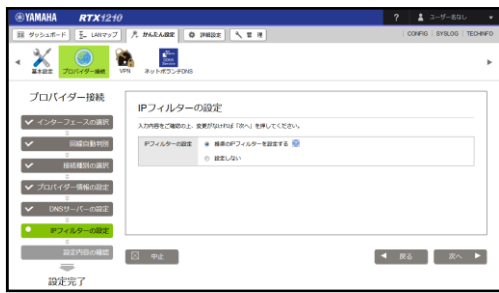 YAMAHA RTX1210
? ユーザー名なし
ダッシュボード LANマップ かんたん設定 詳細設定 管理 CONFIG SYSLOG TECHINFO
基本設定 プロバイダー接続 VPN ネットボランチDNS
プロバイダー接続
インターフェースの選択
回線自動判別
接続種別の選択
プロバイダー情報の設定
DNSサーバーの設定
IPフィルターの設定
設定内容の確認
設定完了
IPフィルターの設定
入力内容をご確認の上、変更がなければ「次へ」を押してください。
IPフィルターの設定 推奨のIPフィルターを設定する
設定しない
中止 戻る 次へ